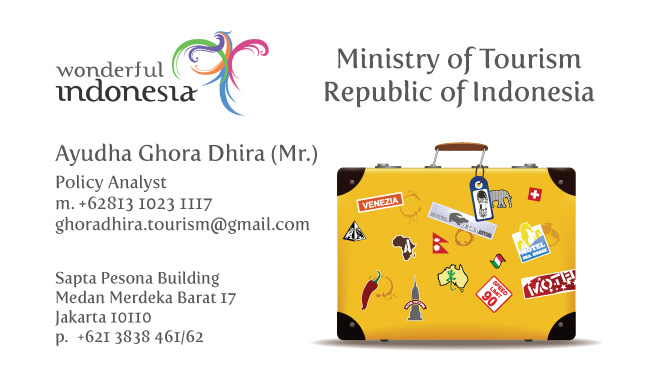 wonderful
indonesia
Ministry of Tourism
Republic of Indonesia
Ayudha Ghora Dhira (Mr.)
Policy Analyst
m. +62813 1023 1117
ghoradhira.tourism@gmail.com
Sapta Pesona Building
Medan Merdeka Barat 17
Jakarta 10110
p. +621 3838 461/62
VENEZIA
HOTEL
MOTEL
SPEED
LIMIT
90
MOTEL